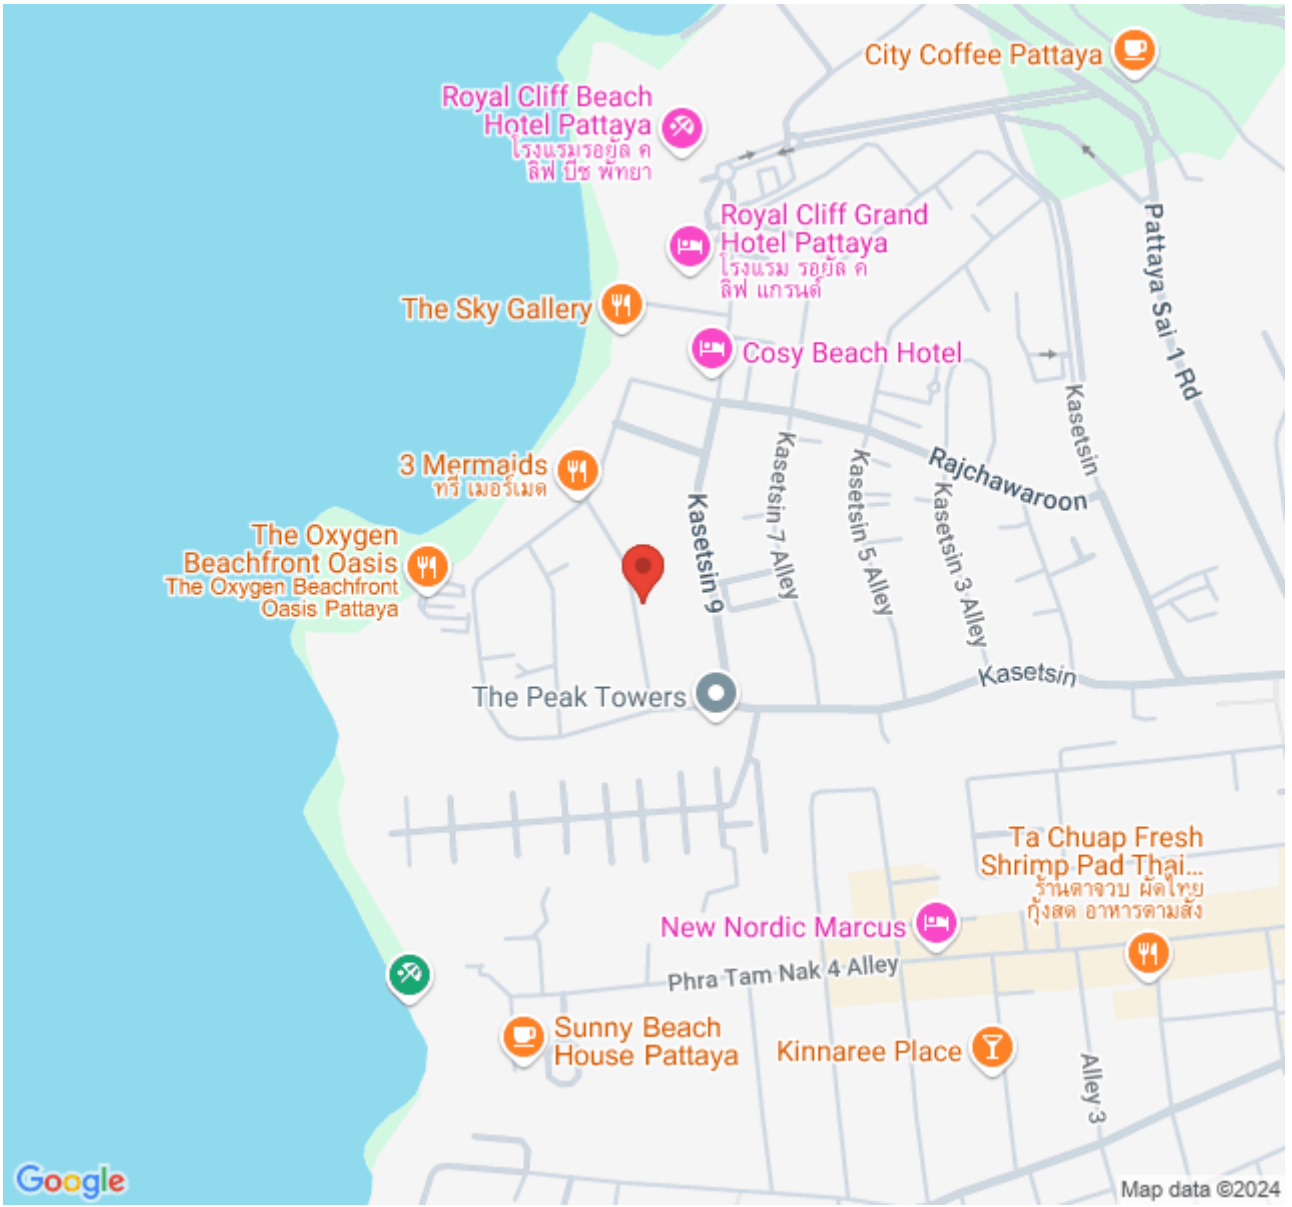 City Coffee Pattaya
Royal Cliff Beach
Hotel Pattaya
โรงแรมรอยัล ค
ลิฟ บีช พัทยา
Royal Cliff Grand
Hotel Pattaya
โรงแรม รอยัล ค
ลิฟ แกรนด์
Pattaya Sai 1 Rd
The Sky Gallery
Cosy Beach Hotel
Kasetsin
3 Mermaids
ทรี เมอร์เมด
Rajchawaroon
Kasetsin 9
Kasetsin 7 Alley
Kasetsin 5 Alley
Kasetsin 3 Alley
The Oxygen
Beachfront Oasis
The Oxygen Beachfront
Oasis Pattaya
Kasetsin
The Peak Towers
Ta Chuap Fresh
Shrimp Pad Thai...
ร้านตาจวบ ผัดไทย
กุ้งสด อาหารตามสั่ง
New Nordic Marcus
Phra Tam Nak 4 Alley
Sunny Beach
House Pattaya
Kinnaree Place
Alley 3
Google
Map data ©2024